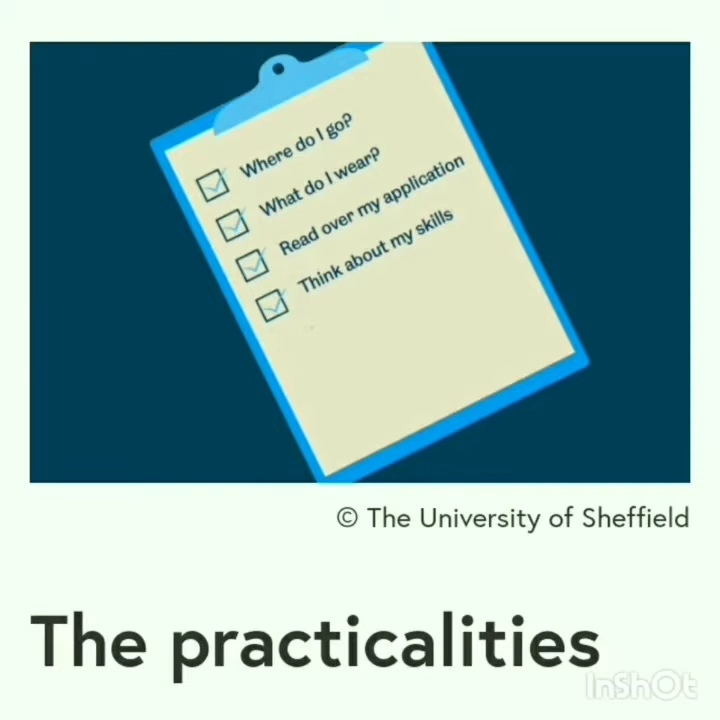 Where do I go?
What do I wear?
Read over my application
Think about my skills
© The University of Sheffield
The practicalities
InShOt